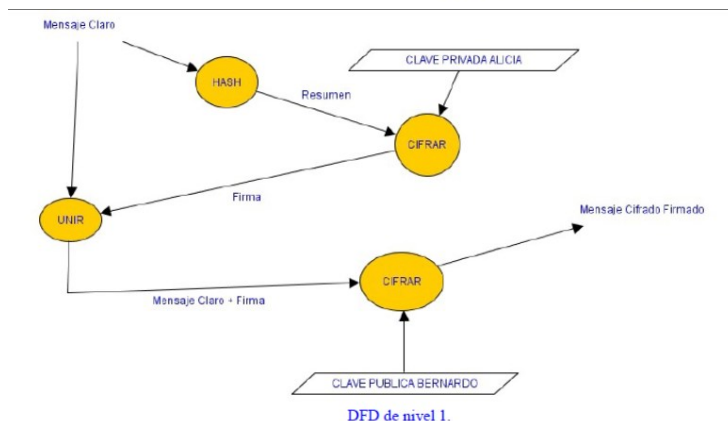 Mensaje Claro
CLAVE PRIVADA ALICIA
HASH
Resumen
CIFRAR
Firma
UNIR
Mensaje Cifrado Firmado
CIFRAR
Mensaje Claro + Firma
CLAVE PUBLICA BERNARDO
DFD de nivel 1.